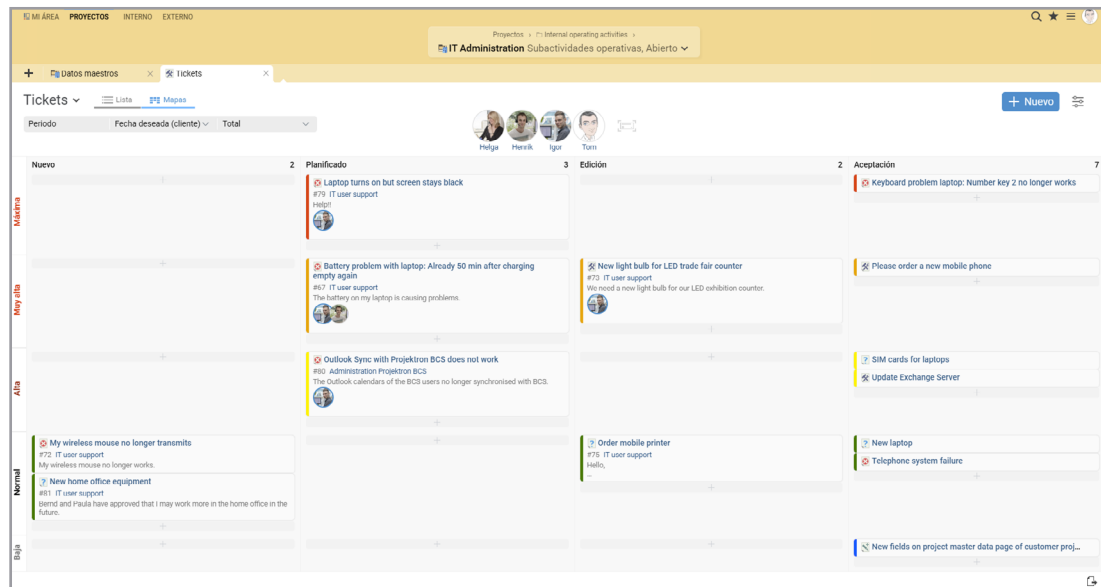 MI ÁREA PROYECTOS INTERNO EXTERNO
Proyectos › Internal operating activities ›
IT Administration Subactividades operativas, Abierto
+ Datos maestros × Tickets ×
Tickets Lista Mapas + Nuevo
Periodo Fecha deseada (cliente) Total
Helga Henrik Igor Tom
Nuevo 2 Planificado 3 Edición 2 Aceptación 7
Máxima
Laptop turns on but screen stays black
#79 IT user support
Help!!
Keyboard problem laptop: Number key 2 no longer works
Muy alta
Battery problem with laptop: Already 50 min after charging
empty again
#67 IT user support
The battery on my laptop is causing problems.
New light bulb for LED trade fair counter
#73 IT user support
We need a new light bulb for our LED exhibition counter.
Please order a new mobile phone
Alta
Outlook Sync with Projektron BCS does not work
#80 Administration Projektron BCS
The Outlook calendars of the BCS users no longer synchronised with BCS.
SIM cards for laptops
Update Exchange Server
Normal
My wireless mouse no longer transmits
#72 IT user support
My wireless mouse no longer works.
New home office equipment
#81 IT user support
Bernd and Paula have approved that I may work more in the home office in the
future.
Order mobile printer
#76 IT user support
Hello,
...
New laptop
Telephone system failure
Baja
New fields on project master data page of customer proj...